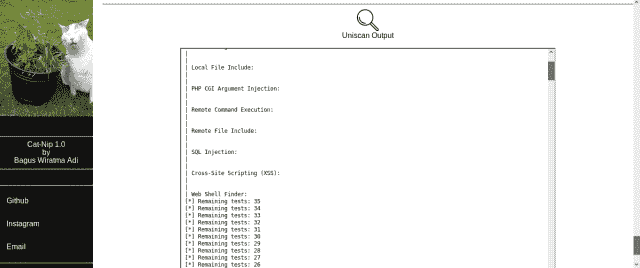 Uniscan Output
| Local File Include:
|
| PHP CGI Argument Injection:
|
| Remote Command Execution:
|
| Remote File Include:
|
| SQL Injection:
|
| Cross-Site Scripting (XSS):
|
| Web Shell Finder:
[*] Remaining tests: 35
[*] Remaining tests: 34
[*] Remaining tests: 33
[*] Remaining tests: 32
[*] Remaining tests: 31
[*] Remaining tests: 30
[*] Remaining tests: 29
[*] Remaining tests: 28
[*] Remaining tests: 27
[*] Remaining tests: 26
Cat-Nip 1.0
by
Bagus Wiratma Adi
Github
Instagram
Email